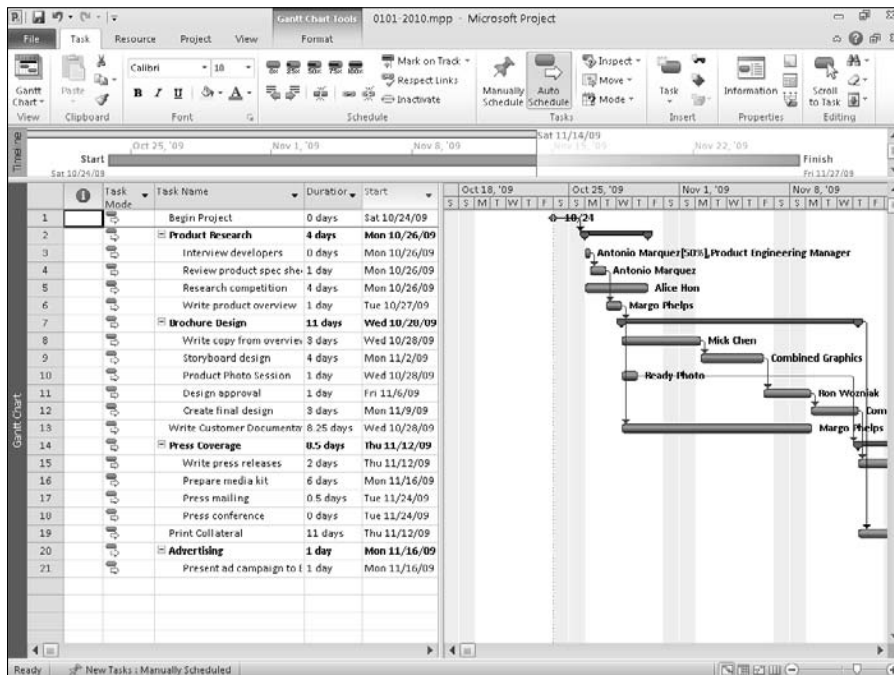 Gantt Chart Tools 0101-2010.mpp - Microsoft Project
File Task Resource Project View Format
Calibri 10
Mark on Track
Respect Links
Inactivate
Inspect
Move
Mode
Gantt Chart
Paste
B I U A
Manually Schedule
Auto Schedule
Task
Information
Scroll to Task
View Clipboard Font Schedule Tasks Insert Properties Editing
Timeline
Sat 11/14/09
Oct 25, '09 Nov 1, '09 Nov 8, '09 Nov 15, '09 Nov 22, '09
Start
Sat 10/24/09
Finish
Fri 11/27/09
Gantt Chart
Task Mode Task Name Duration Start
Oct 18, '09 Oct 25, '09 Nov 1, '09 Nov 8, '09
S S M T W T F S S M T W T F S S M T W T F S S M T W T F
1 Begin Project 0 days Sat 10/24/09 10/24
2 Product Research 4 days Mon 10/26/09
3 Interview developers 0 days Mon 10/26/09 Antonio Marquez[50%],Product Engineering Manager
4 Review product spec she 1 day Mon 10/26/09 Antonio Marquez
5 Research competition 4 days Mon 10/26/09 Alice Hon
6 Write product overview 1 day Tue 10/27/09 Margo Phelps
7 Brochure Design 11 days Wed 10/28/09
8 Write copy from overview 3 days Wed 10/28/09 Mick Chen
9 Storyboard design 4 days Mon 11/2/09 Combined Graphics
10 Product Photo Session 1 day Wed 10/28/09 Ready Photo
11 Design approval 1 day Fri 11/6/09 Ron Wozniak
12 Create final design 3 days Mon 11/9/09 Com
13 Write Customer Documenta 8.25 days Wed 10/28/09 Margo Phelps
14 Press Coverage 8.5 days Thu 11/12/09
15 Write press releases 2 days Thu 11/12/09
16 Prepare media kit 6 days Mon 11/16/09
17 Press mailing 0.5 days Tue 11/24/09
18 Press conference 0 days Tue 11/24/09
19 Print Collateral 11 days Thu 11/12/09
20 Advertising 1 day Mon 11/16/09
21 Present ad campaign to 1 day Mon 11/16/09
Ready New Tasks : Manually Scheduled